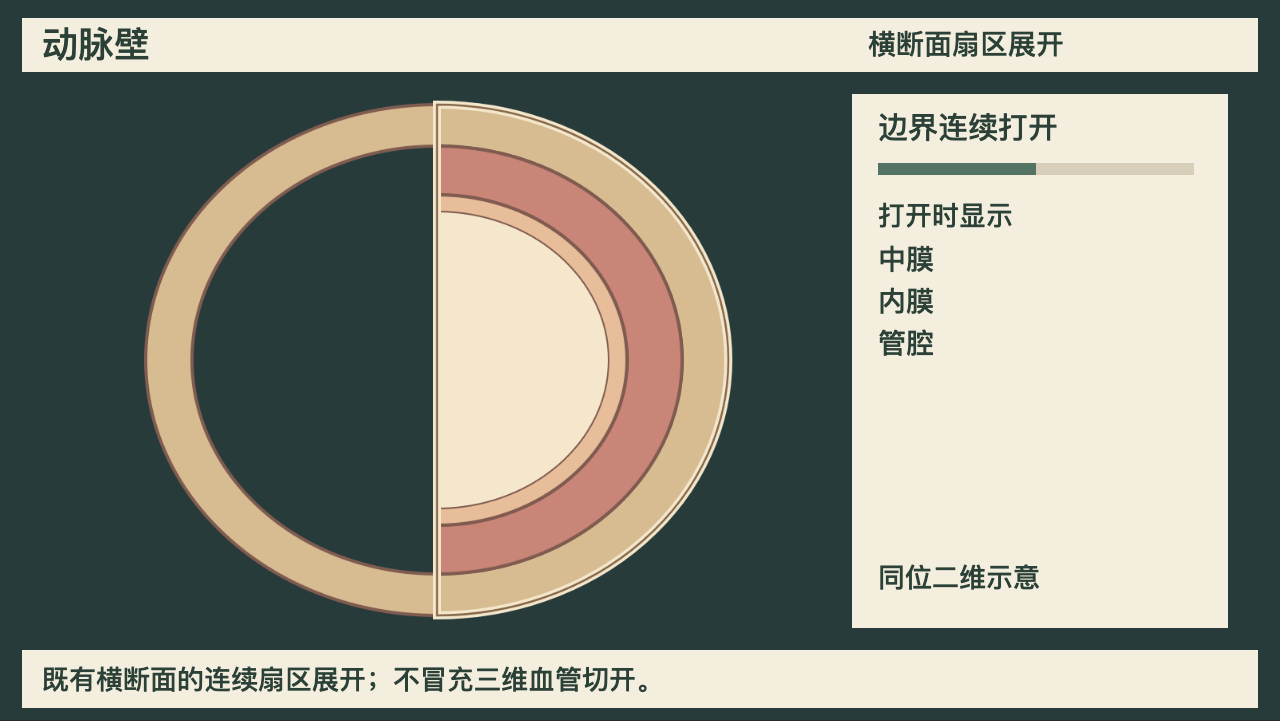 动脉壁
横断面扇区展开
边界连续打开
打开时显示
中膜
内膜
管腔
同位二维示意
既有横断面的连续扇区展开；不冒充三维血管切开。